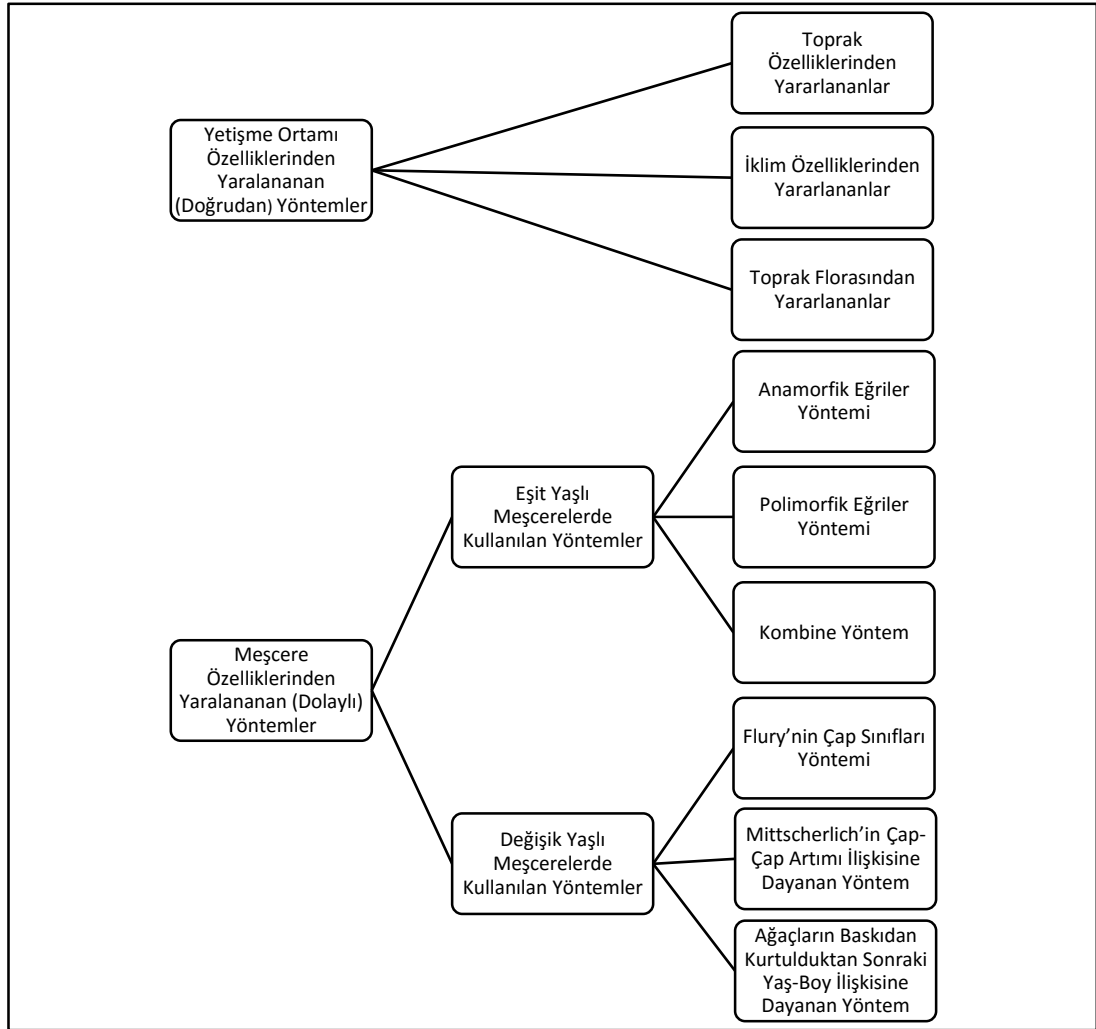 Yetişme Ortamı
Özelliklerinden
Yaralananan
(Doğrudan) Yöntemler
Toprak
Özelliklerinden
Yararlananlar
İklim Özelliklerinden
Yararlananlar
Toprak Florasından
Yararlananlar
Meşcere
Özelliklerinden
Yaralananan (Dolaylı)
Yöntemler
Eşit Yaşlı
Meşcerelerde
Kullanılan Yöntemler
Anamorfik Eğriler
Yöntemi
Polimorfik Eğriler
Yöntemi
Kombine Yöntem
Değişik Yaşlı
Meşcerelerde
Kullanılan Yöntemler
Flury’nin Çap Sınıfları
Yöntemi
Mittscherlich’in Çap-
Çap Artımı İlişkisine
Dayanan Yöntem
Ağaçların Baskıdan
Kurtulduktan Sonraki
Yaş-Boy İlişkisine
Dayanan Yöntem